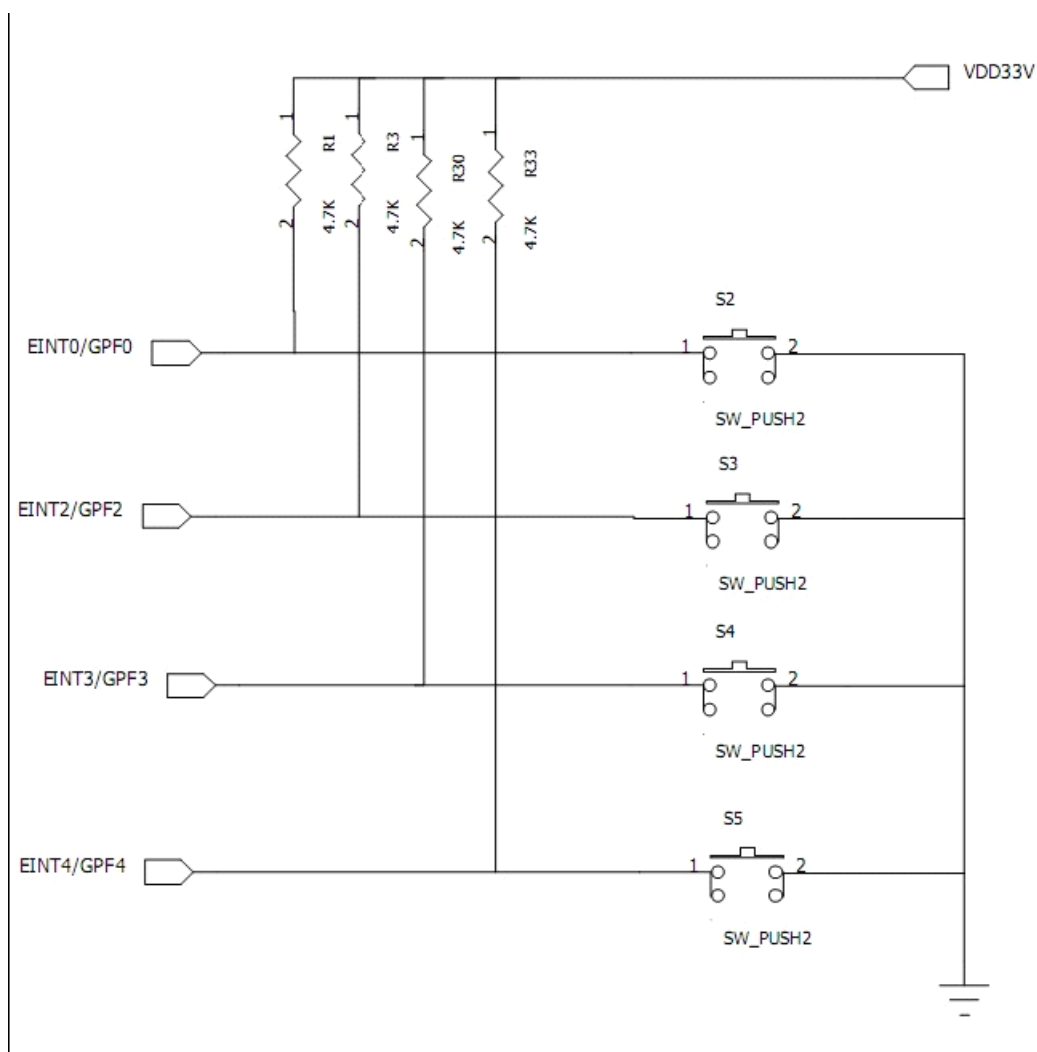 VDD33V
1
R1
4.7K
2
1
R3
4.7K
2
1
R30
4.7K
2
1
R33
4.7K
2
S2
EINT0/GPF0
1
2
SW_PUSH2
S3
EINT2/GPF2
1
2
SW_PUSH2
S4
EINT3/GPF3
1
2
SW_PUSH2
S5
EINT4/GPF4
1
2
SW_PUSH2